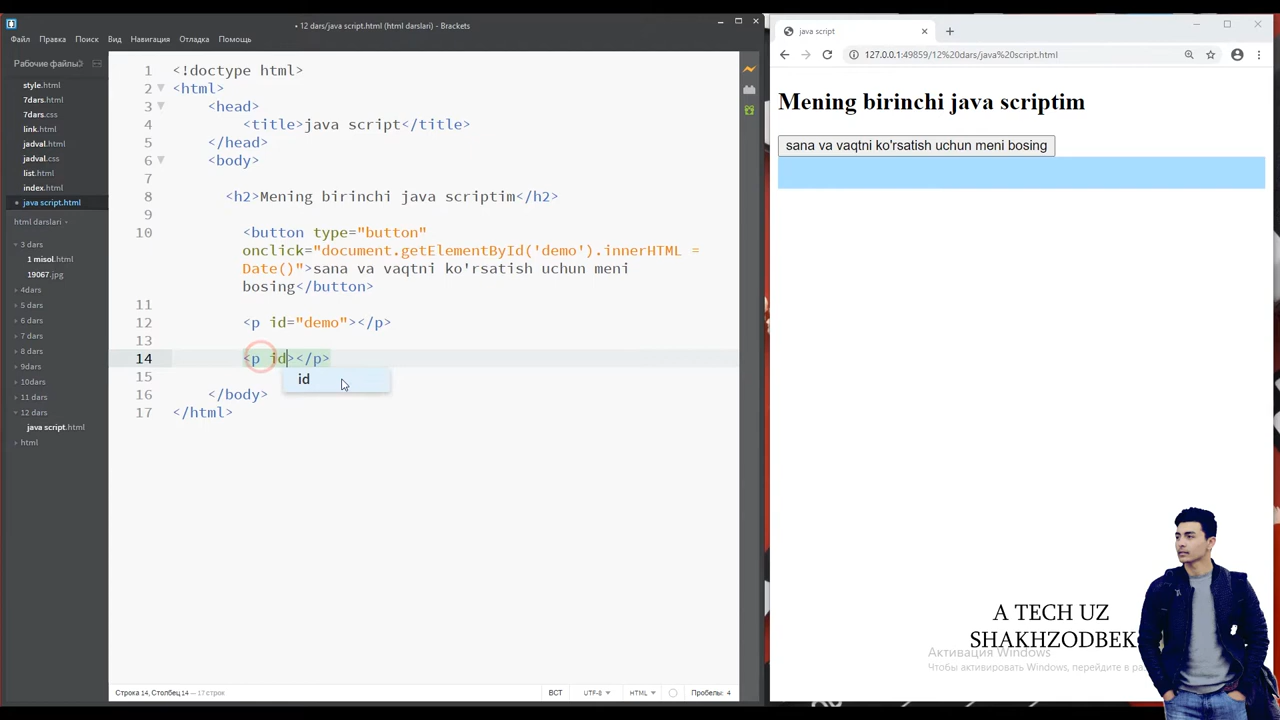 12 dars/java script.html (html darslari) - Brackets
Файл Правка Поиск Вид Навигация Отладка Помощь
Рабочие файлы
style.html
7dars.html
7dars.css
link.html
jadval.html
jadval.css
list.html
index.html
java script.html
html darslari
3 dars
1 misol.html
19067.jpg
4dars
5 dars
6 dars
7 dars
8 dars
9dars
10dars
11 dars
12 dars
java script.html
html
1 <!doctype html>
2 <html>
3 <head>
4 <title>java script</title>
5 </head>
6 <body>
7
8 <h2>Mening birinchi java scriptim</h2>
9
10 <button type="button"
onclick="document.getElementById('demo').innerHTML =
Date()">sana va vaqtni ko'rsatish uchun meni
bosing</button>
11
12 <p id="demo"></p>
13
14 <p id></p>
id
15
16 </body>
17 </html>
Строка 14, Столбец 14 — 17 строк
ВСТ UTF-8 HTML Пробелы: 4
java script
127.0.0.1:49859/12%20dars/java%20script.html
Mening birinchi java scriptim
sana va vaqtni ko'rsatish uchun meni bosing
A TECH UZ
SHAKHZODBEK
Активация Windows
Чтобы активировать Windows, перейдите в